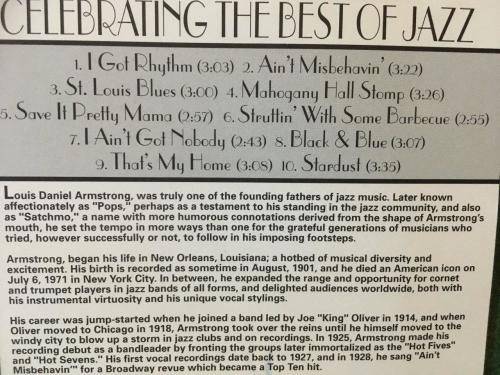 CELEBRATING THE BEST OF JAZZ
1. I Got Rhythm (3:03) 2. Ain't Misbehavin' (3:22)
3. St. Louis Blues (3:00) 4. Mahogany Hall Stomp (3:26)
5. Save It Pretty Mama (2:57) 6. Struttin' With Some Barbecue (2:55)
7. I Ain't Got Nobody (2:43) 8. Black & Blue (3:07)
9. That's My Home (3:08) 10. Stardust (3:35)
Louis Daniel Armstrong, was truly one of the founding fathers of jazz music. Later known
affectionately as "Pops," perhaps as a testament to his standing in the jazz community, and also
as "Satchmo," a name with more humorous connotations derived from the shape of Armstrong's
mouth, he set the tempo in more ways than one for the grateful generations of musicians who
tried, however successfully or not, to follow in his imposing footsteps.
Armstrong, began his life in New Orleans, Louisiana; a hotbed of musical diversity and
excitement. His birth is recorded as sometime in August, 1901, and he died an American icon on
July 6, 1971 in New York City. In between, he expanded the range and opportunity for cornet
and trumpet players in jazz bands of all forms, and delighted audiences worldwide, both with
his instrumental virtuosity and his unique vocal stylings.
His career was jump-started when he joined a band led by Joe "King" Oliver in 1914, and when
Oliver moved to Chicago in 1918, Armstrong took over the reins until he himself moved to the
windy city to blow up a storm in jazz clubs and on recordings. In 1925, Armstrong made his
recording debut as a bandleader by fronting the groups later immortalized as the "Hot Fives"
and "Hot Sevens." His first vocal recordings date back to 1927, and in 1928, he sang "Ain't
Misbehavin'" for a Broadway revue which became a Top Ten hit.